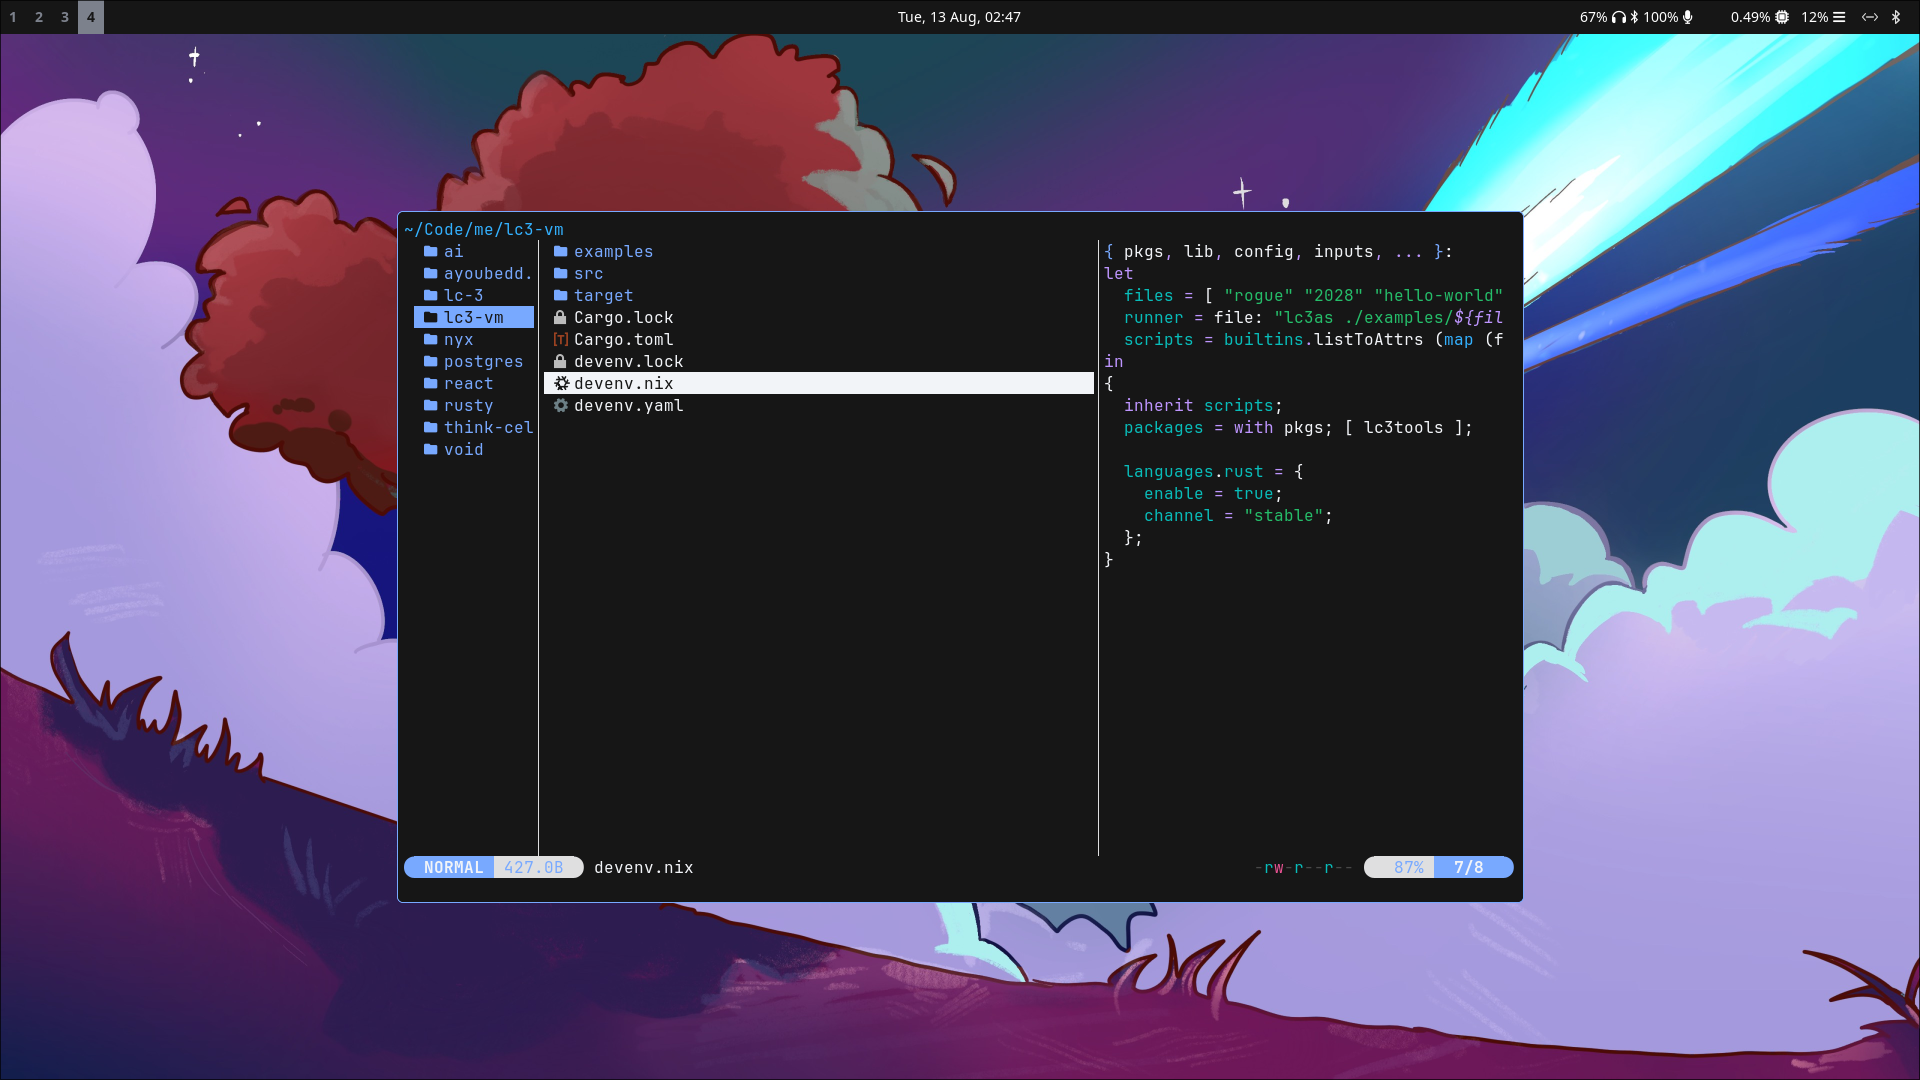 1 2 3 4
Tue, 13 Aug, 02:47
67% 100% 0.49% 12%
~/Code/me/lc3-vm
ai
ayoubedd.
lc-3
lc3-vm
nyx
postgres
react
rusty
think-cel
void
examples
src
target
Cargo.lock
[T] Cargo.toml
devenv.lock
devenv.nix
devenv.yaml
{ pkgs, lib, config, inputs, ... }:
let
files = [ "rogue" "2028" "hello-world"
runner = file: "lc3as ./examples/${fil
scripts = builtins.listToAttrs (map (f
in
{
inherit scripts;
packages = with pkgs; [ lc3tools ];
languages.rust = {
enable = true;
channel = "stable";
};
}
NORMAL 427.0B devenv.nix
-rw-r--r-- 87% 7/8